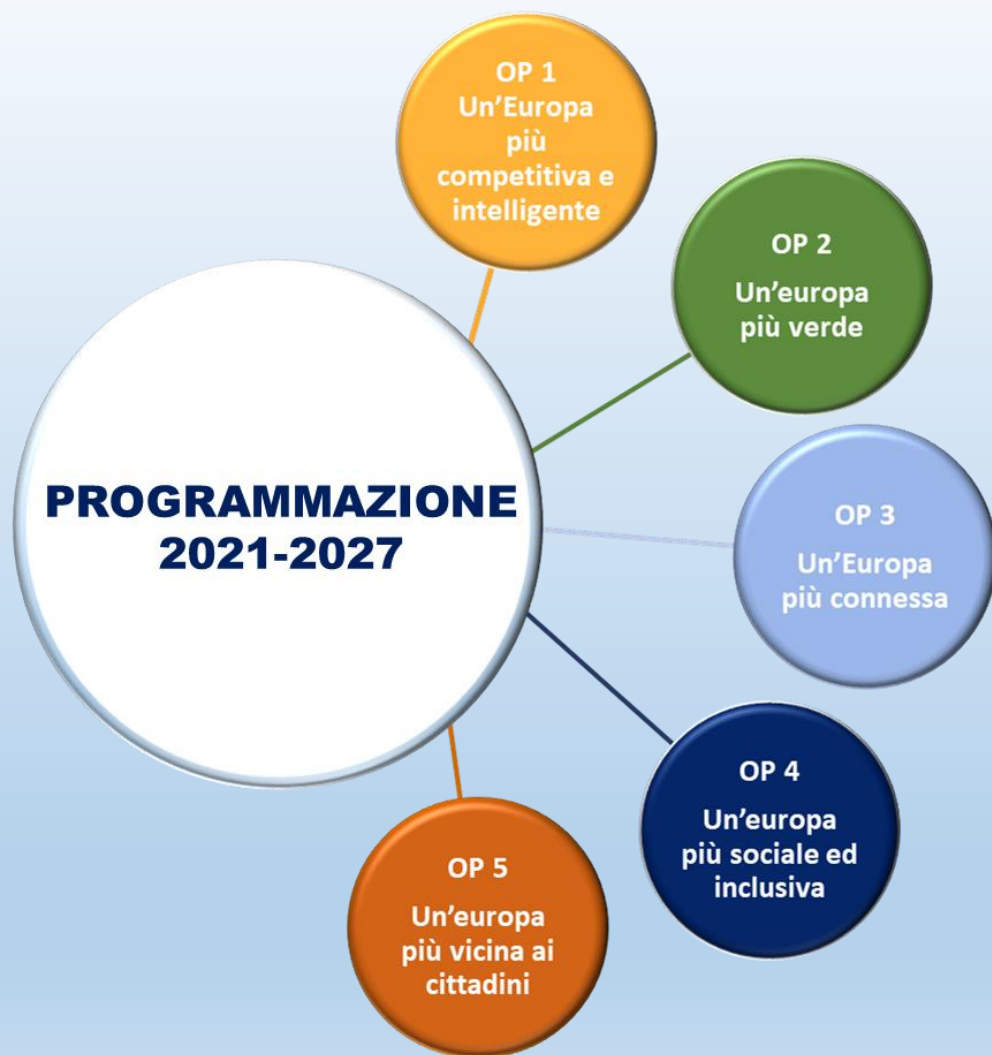 OP 1
Un’Europa
più
competitiva e
intelligente
OP 2
Un’europa
più verde
PROGRAMMAZIONE
2021-2027
OP 3
Un’Europa
più connessa
OP 4
Un’europa
più sociale ed
inclusiva
OP 5
Un’europa
più vicina ai
cittadini